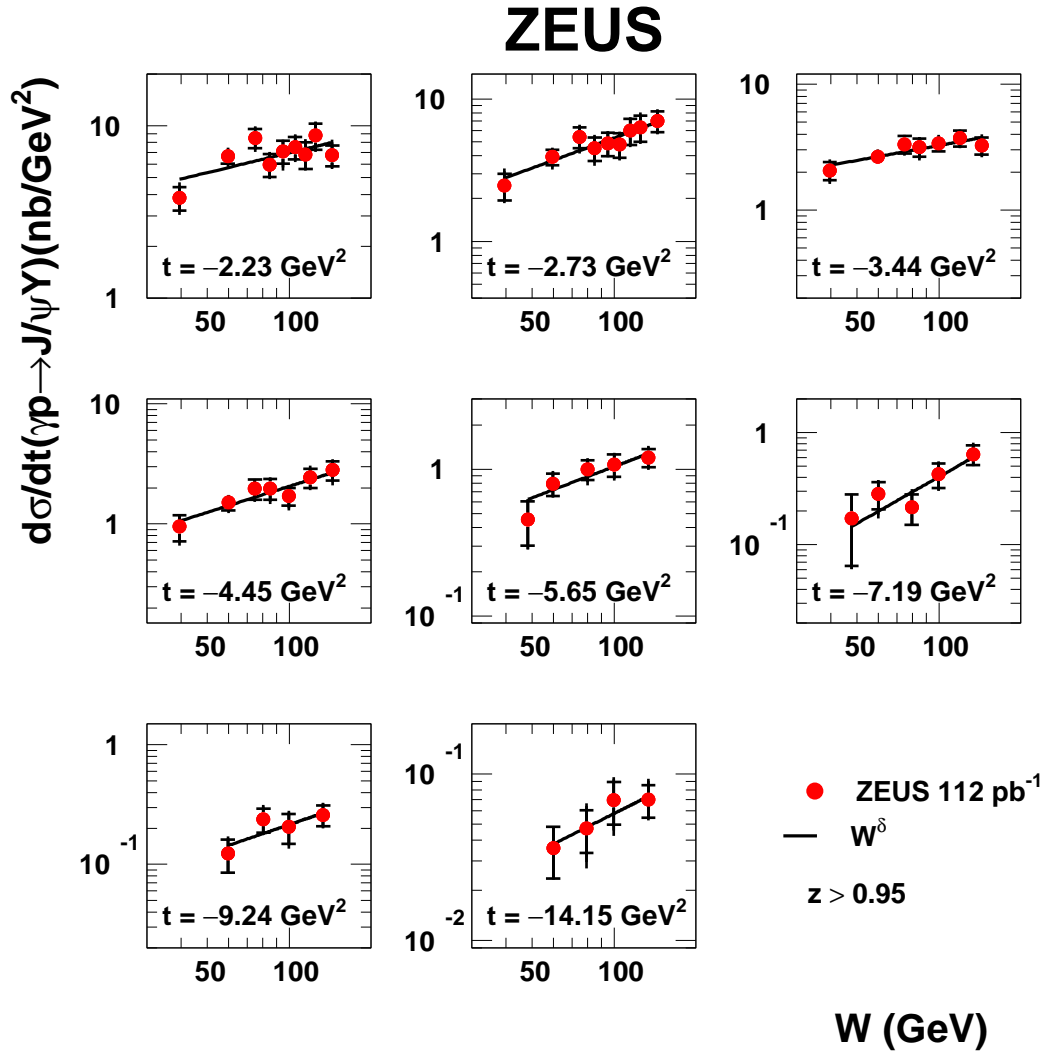 ZEUS
dσ/dt(γp→J/ψY)(nb/GeV²)
10
1
t = −2.23 GeV²
50 100
10
1
t = −2.73 GeV²
50 100
10
1
t = −3.44 GeV²
50 100
10
1
t = −4.45 GeV²
50 100
1
10⁻¹
t = −5.65 GeV²
50 100
1
10⁻¹
t = −7.19 GeV²
50 100
1
10⁻¹
t = −9.24 GeV²
50 100
10⁻¹
10⁻²
t = −14.15 GeV²
50 100
ZEUS 112 pb⁻¹
W^δ
z > 0.95
W (GeV)